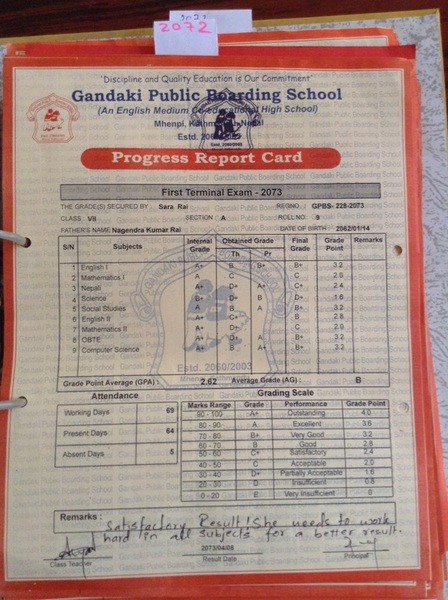 2072
"Discipline and Quality Education is Our Commitment"
Gandaki Public Boarding School
(An English Medium Co-educational High School)
Mhenpi, Kathmandu, Nepal
Estd. 2060/2003
Progress Report Card
First Terminal Exam - 2073
THE GRADE(S) SECURED BY : Sara Rai REGNO. : GPBS- 228-2073
CLASS VII SECTION : A ROLL NO : 9
FATHER'S NAME : Nagendra Kumar Rai DATE OF BIRTH : 2062/01/14
S/N Subjects Internal Grade Obtained Grade Final Grade Grade Point Remarks
Th Pr
1 English I A+ B B+ B+ 3.2
2 Mathematics I A C C 2.0
3 Nepali A+ D+ A+ C+ 2.4
4 Science B+ D+ B D+ 1.6
5 Social Studies A B A B+ 3.2
6 English II A+ C+ B 2.8
7 Mathematics II A+ D+ C 2.0
8 OBTE A+ D+ A B+ 3.2
9 Computer Science A+ B A+ B+ 3.2
Estd. 2060/2003
Grade Point Average (GPA) : 2.62 Average Grade (AG) : B
Attendance
Working Days 69
Present Days 64
Absent Days 5
Grading Scale
Marks Range Grade Performance Grade Point
90 - 100 A+ Outstanding 4.0
80 - 90 A Excellent 3.6
70 - 80 B+ Very Good 3.2
60 - 70 B Good 2.8
50 - 60 C+ Satisfactory 2.4
40 - 50 C Acceptable 2.0
30 - 40 D+ Partially Acceptable 1.6
20 - 30 D Insufficient 0.8
0 - 20 E Very Insufficient 0
Remarks : Satisfactory Result! She needs to work
hard in all subjects for a better result.
2073/04/08
Class Teacher Result Date Principal